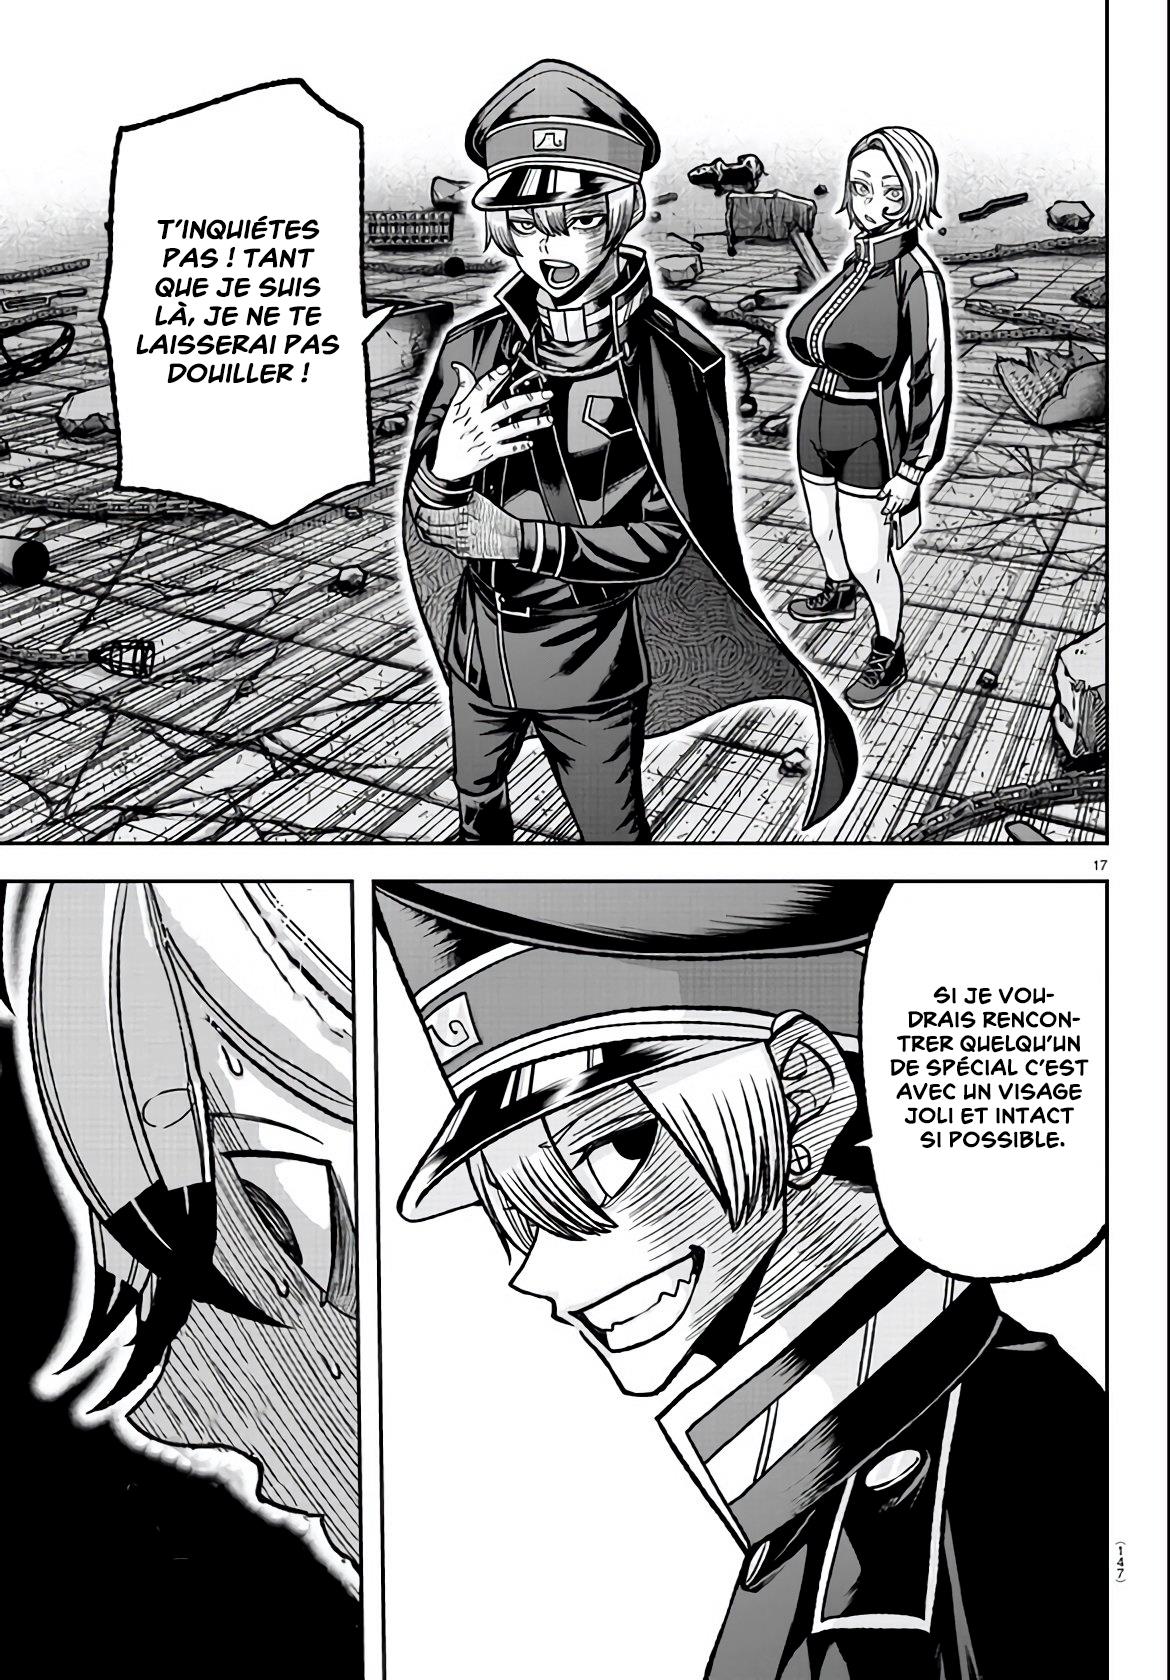 T'INQUIÉTES
PAS ! TANT
QUE JE SUIS
LÀ, JE NE TE
LAISSERAI PAS
DOUILLER !
八
17
SI JE VOU-
DRAIS RENCON-
TRER QUELQU'UN
DE SPÉCIAL C'EST
AVEC UN VISAGE
JOLI ET INTACT
SI POSSIBLE.
(147)